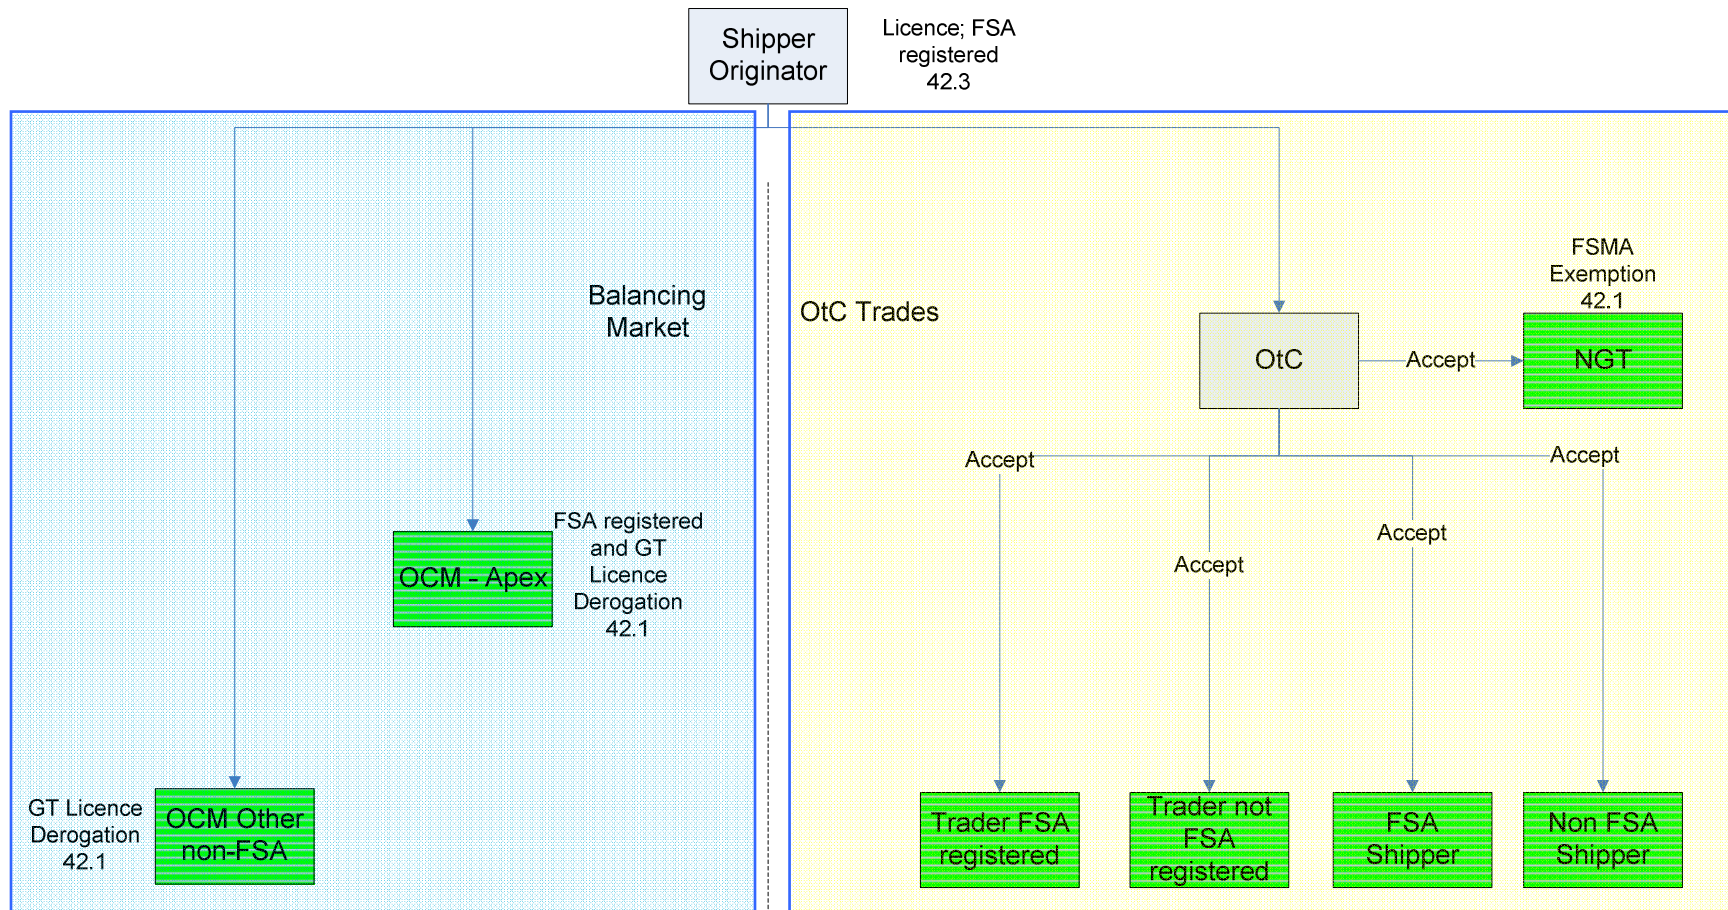 Shipper
Originator
Licence; FSA
registered
42.3
Balancing
Market
OtC Trades
FSMA
Exemption
42.1
OtC
Accept
NGT
Accept
Accept
Accept
Accept
OCM - Apex
FSA registered
and GT
Licence
Derogation
42.1
GT Licence
Derogation
42.1
OCM Other
non-FSA
Trader FSA
registered
Trader not
FSA
registered
FSA
Shipper
Non FSA
Shipper